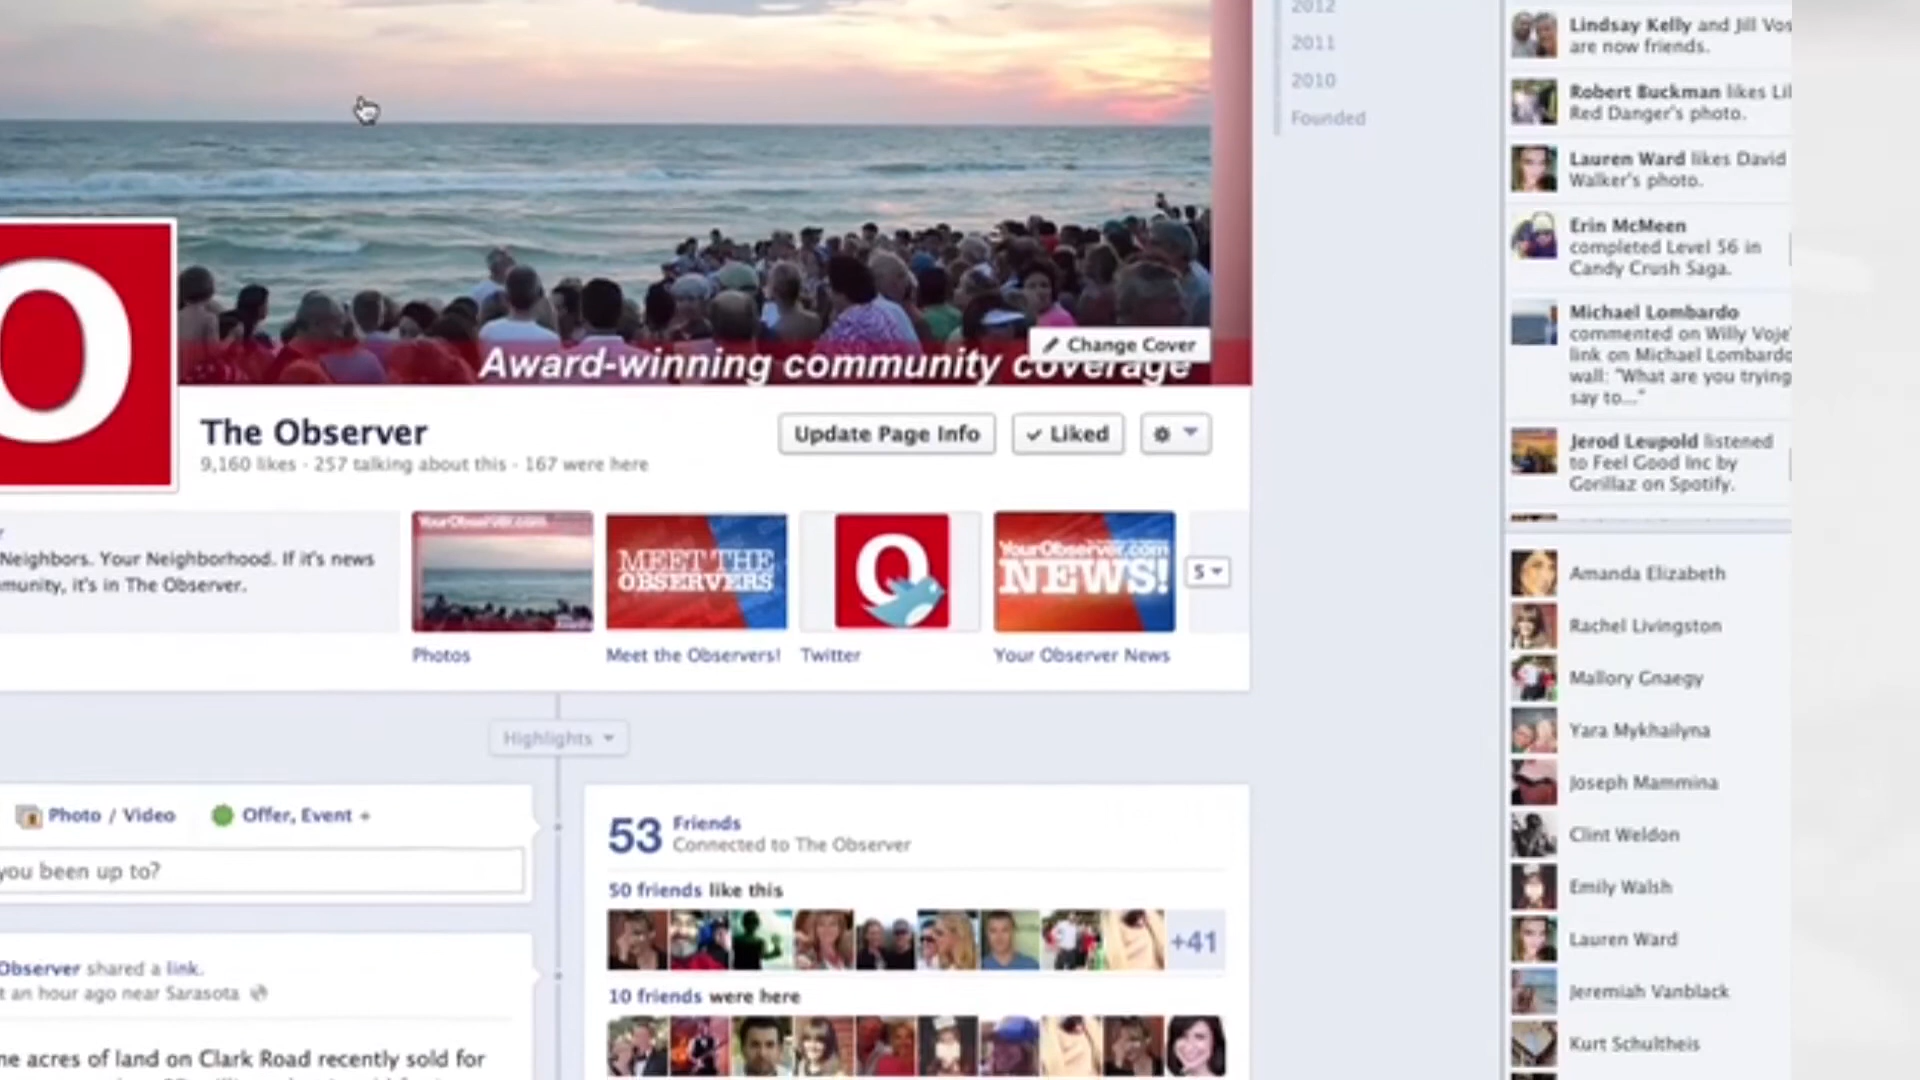 2012
2011
2010
Founded
Lindsay Kelly and Jill Vos
are now friends.
Robert Buckman likes Lil
Red Danger's photo.
Lauren Ward likes David
Walker's photo.
Erin McMeen
completed Level 56 in
Candy Crush Saga.
Michael Lombardo
commented on Willy Voje'
link on Michael Lombardo
wall: "What are you trying
say to..."
Jerod Leupold listened
to Feel Good Inc by
Gorillaz on Spotify.
O
Award-winning community coverage
Change Cover
The Observer
9,160 likes · 257 talking about this · 167 were here
Update Page Info
Liked
Neighbors. Your Neighborhood. If it's news
munity, it's in The Observer.
YourObserver.com
MEET THE
OBSERVERS
O
YourObserver.com
NEWS!
5
Photos
Meet the Observers!
Twitter
Your Observer News
Highlights
Photo / Video
Offer, Event +
you been up to?
Observer shared a link.
t an hour ago near Sarasota
ne acres of land on Clark Road recently sold for
53
Friends
Connected to The Observer
50 friends like this
+41
10 friends were here
Amanda Elizabeth
Rachel Livingston
Mallory Gnaegy
Yara Mykhailyna
Joseph Mammina
Clint Weldon
Emily Walsh
Lauren Ward
Jeremiah Vanblack
Kurt Schultheis